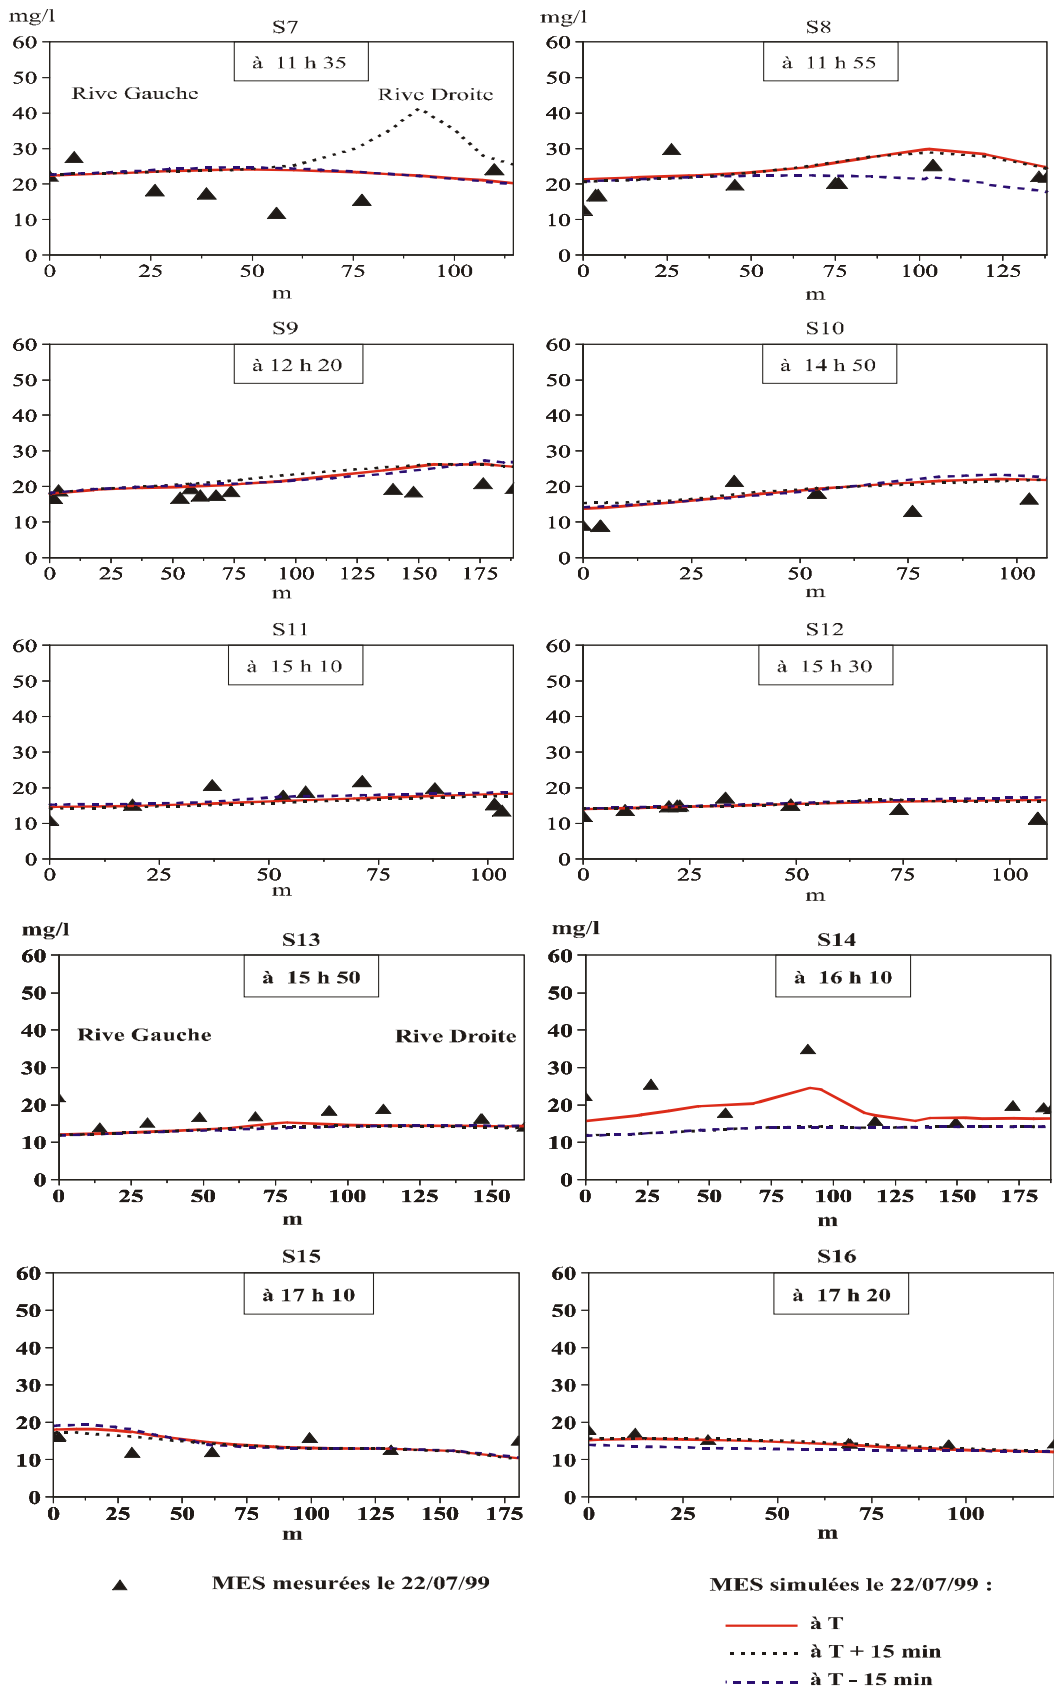 mg/l
S7
à 11 h 35
Rive Gauche
Rive Droite
60
50
40
30
20
10
0
0 25 50 75 100
m
S8
à 11 h 55
60
50
40
30
20
10
0
0 25 50 75 100 125
m
S9
à 12 h 20
60
50
40
30
20
10
0
0 25 50 75 100 125 150 175
m
S10
à 14 h 50
60
50
40
30
20
10
0
0 25 50 75 100
m
S11
à 15 h 10
60
50
40
30
20
10
0
0 25 50 75 100
m
S12
à 15 h 30
60
50
40
30
20
10
0
0 25 50 75 100
m
mg/l
S13
à 15 h 50
Rive Gauche
Rive Droite
60
50
40
30
20
10
0
0 25 50 75 100 125 150
m
mg/l
S14
à 16 h 10
60
50
40
30
20
10
0
0 25 50 75 100 125 150 175
m
S15
à 17 h 10
60
50
40
30
20
10
0
0 25 50 75 100 125 150 175
m
S16
à 17 h 20
60
50
40
30
20
10
0
0 25 50 75 100
m
MES mesurées le 22/07/99
MES simulées le 22/07/99 :
à T
à T + 15 min
à T - 15 min